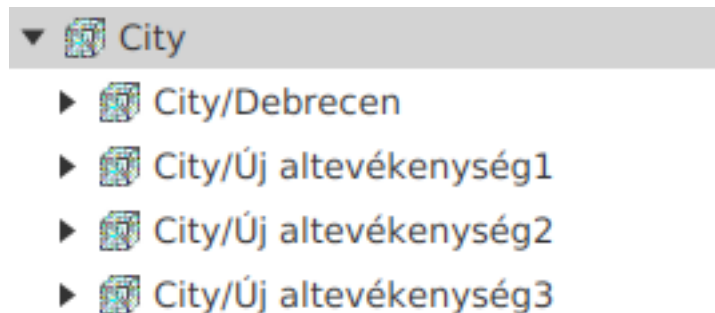 City
City/Debrecen
City/Új altevékenység1
City/Új altevékenység2
City/Új altevékenység3